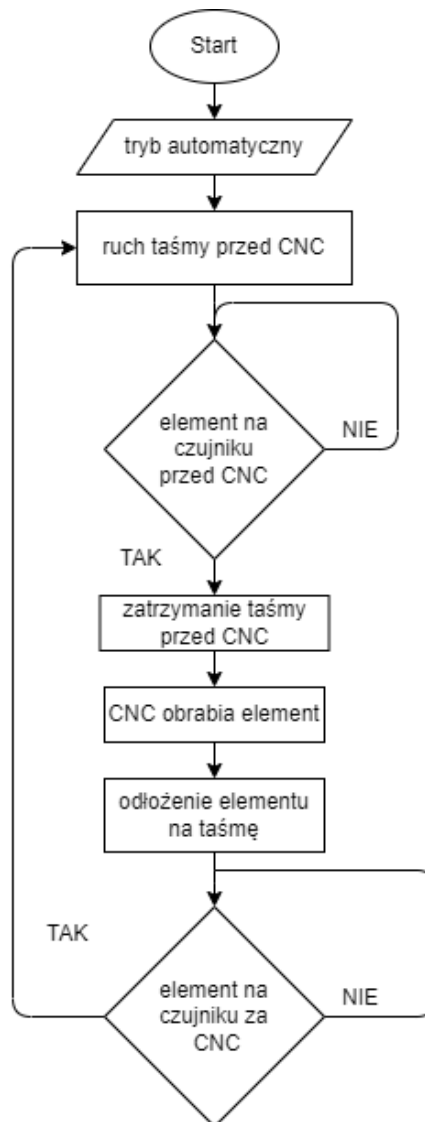 Start
tryb automatyczny
ruch taśmy przed CNC
element na
czujniku
przed CNC
NIE
TAK
zatrzymanie taśmy
przed CNC
CNC obrabia element
odłożenie elementu
na taśmę
TAK
element na
czujniku za
CNC
NIE